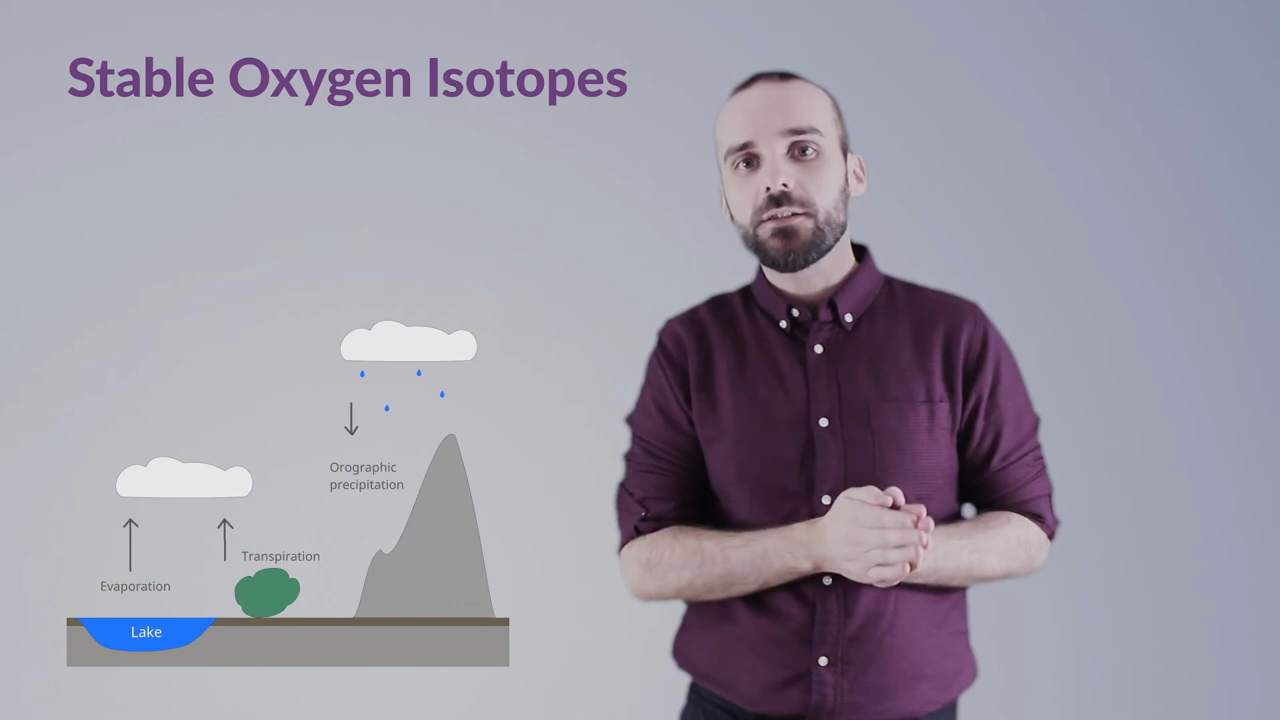 Stable Oxygen Isotopes
Orographic
precipitation
Transpiration
Evaporation
Lake